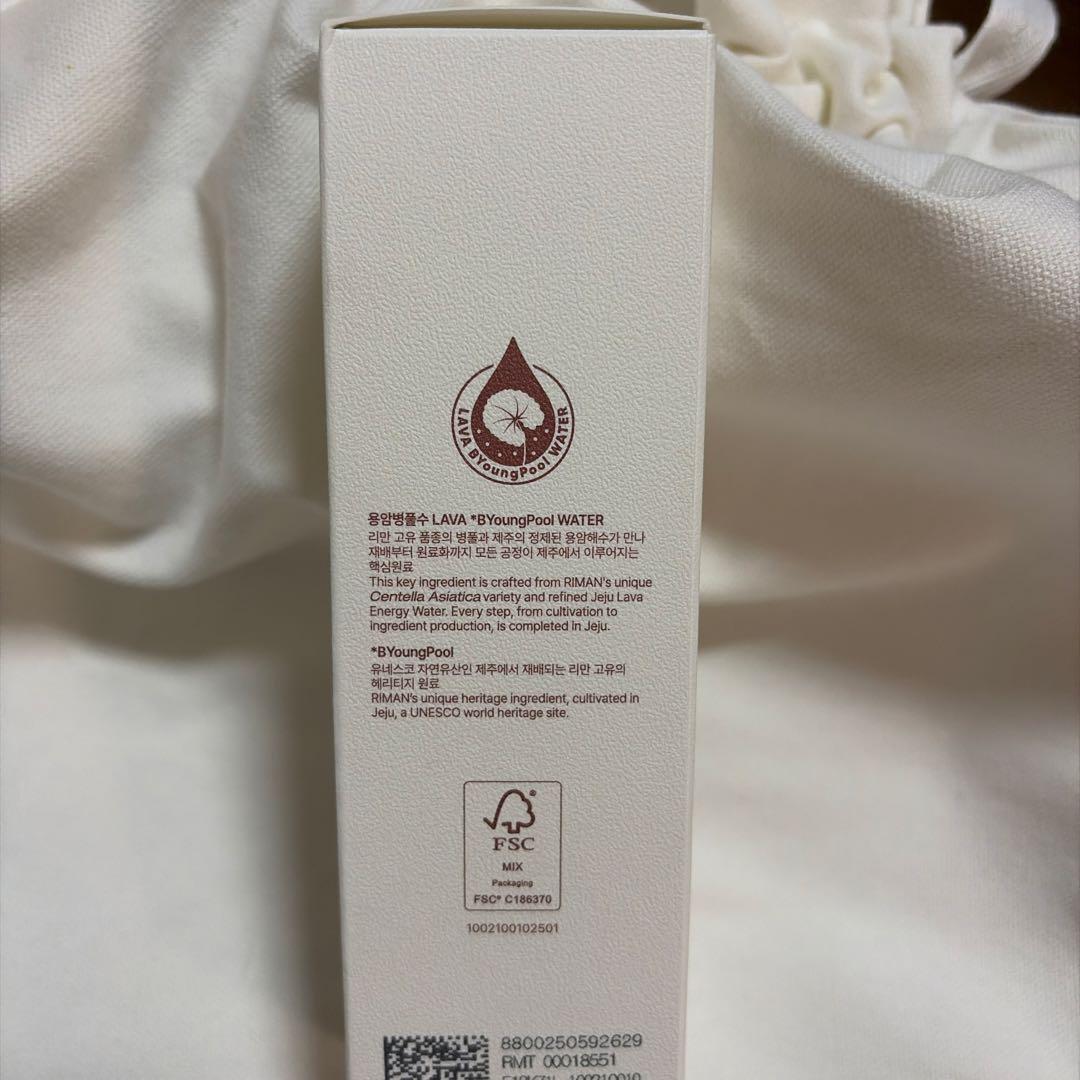 LAVA BYoungPool WATER
용암병풀수 LAVA *BYoungPool WATER
리만 고유 품종의 병풀과 제주의 정제된 용암해수가 만나
재배부터 원료화까지 모든 공정이 제주에서 이루어지는
핵심원료
This key ingredient is crafted from RIMAN's unique
Centella Asiatica variety and refined Jeju Lava
Energy Water. Every step, from cultivation to
ingredient production, is completed in Jeju.
*BYoungPool
유네스코 자연유산인 제주에서 재배되는 리만 고유의
헤리티지 원료
RIMAN's unique heritage ingredient, cultivated in
Jeju, a UNESCO world heritage site.
FSC
MIX
Packaging
FSC® C186370
1002100102501
8800250592629
RMT 00018551